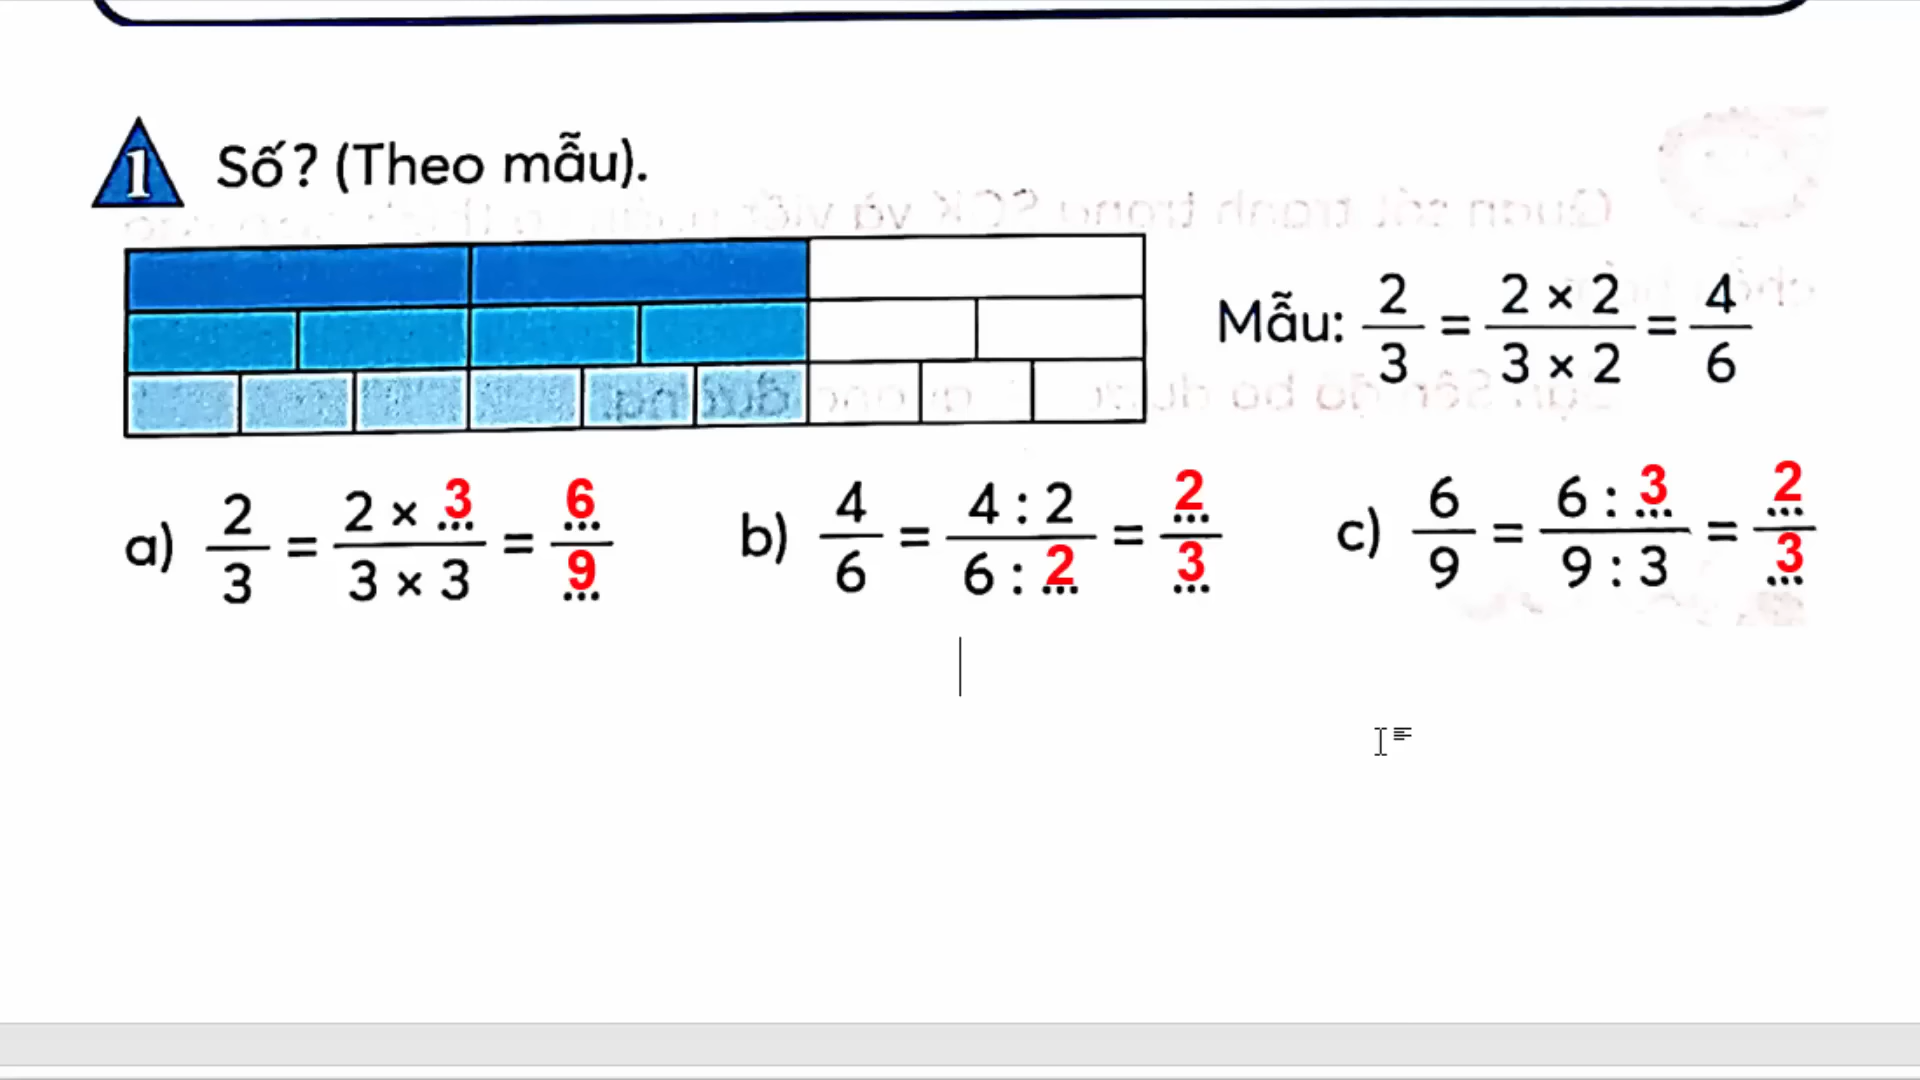 1 Số? (Theo mẫu).
Mẫu: 2/3 = 2 × 2 / 3 × 2 = 4/6
a) 2/3 = 2 × 3 / 3 × 3 = 6/9
b) 4/6 = 4 : 2 / 6 : 2 = 2/3
c) 6/9 = 6 : 3 / 9 : 3 = 2/3